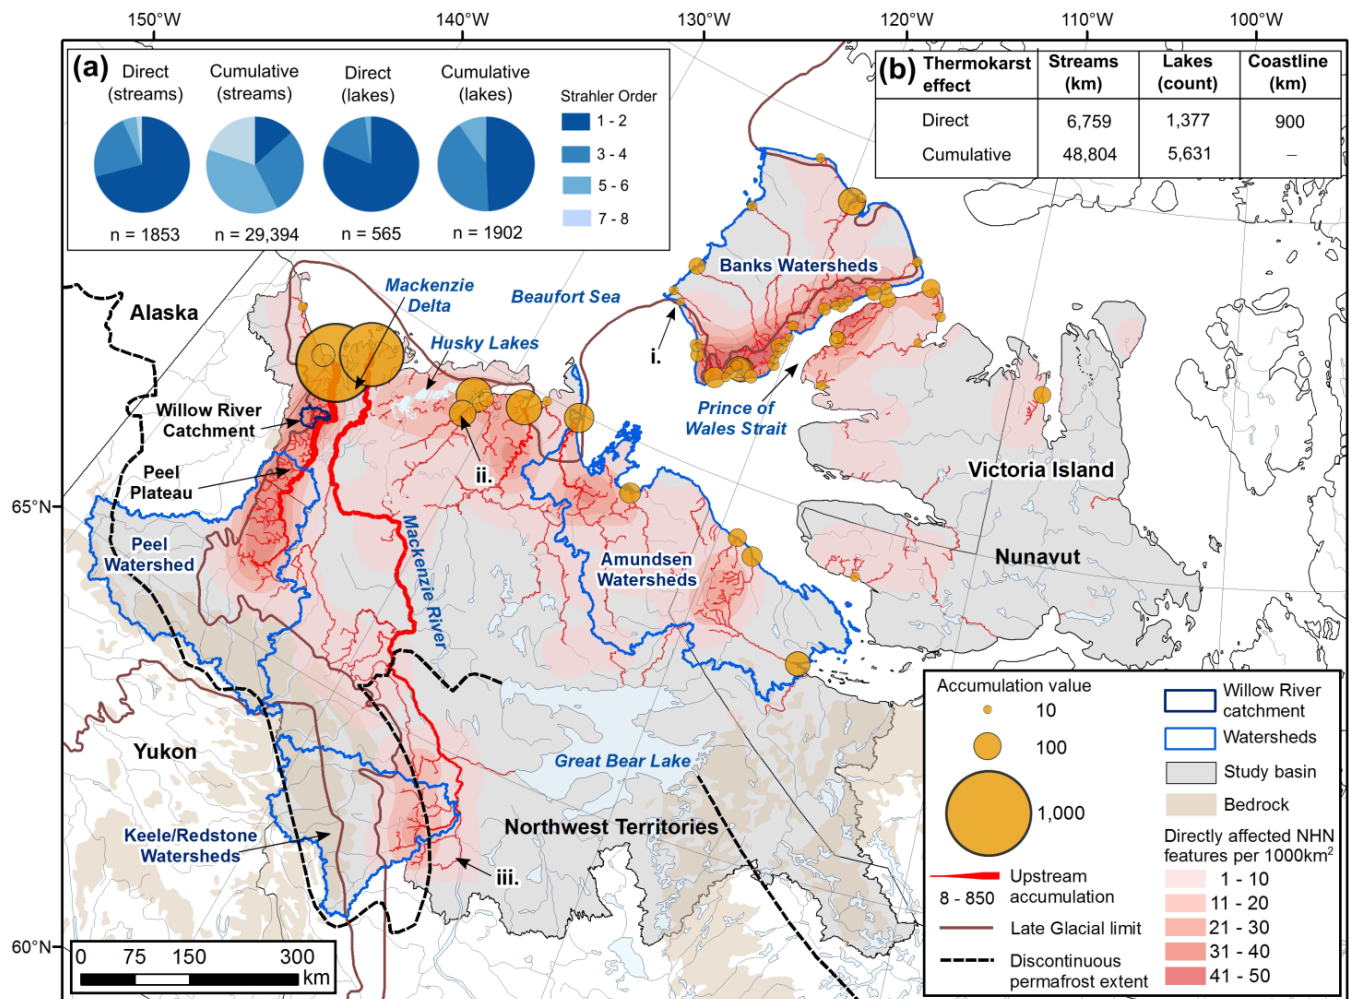 150°W
140°W
130°W
120°W
110°W
100°W
(a)
Direct
(streams)
Cumulative
(streams)
Direct
(lakes)
Cumulative
(lakes)
Strahler Order
1 - 2
3 - 4
5 - 6
7 - 8
n = 1853
n = 29,394
n = 565
n = 1902
(b)
Thermokarst
effect
Streams
(km)
Lakes
(count)
Coastline
(km)
Direct
6,759
1,377
900
Cumulative
48,804
5,631
–
Alaska
Mackenzie
Delta
Beaufort Sea
Husky Lakes
Banks Watersheds
i.
Willow River
Catchment
Prince of
Wales Strait
Peel
Plateau
ii.
Victoria Island
65°N
Peel
Watershed
Mackenzie River
Amundsen
Watersheds
Nunavut
Yukon
Great Bear Lake
Keele/Redstone
Watersheds
Northwest Territories
iii.
60°N
0
75
150
300
km
Accumulation value
10
100
1,000
8 - 850
Upstream
accumulation
Late Glacial limit
Discontinuous
permafrost extent
Willow River
catchment
Watersheds
Study basin
Bedrock
Directly affected NHN
features per 1000km²
1 - 10
11 - 20
21 - 30
31 - 40
41 - 50